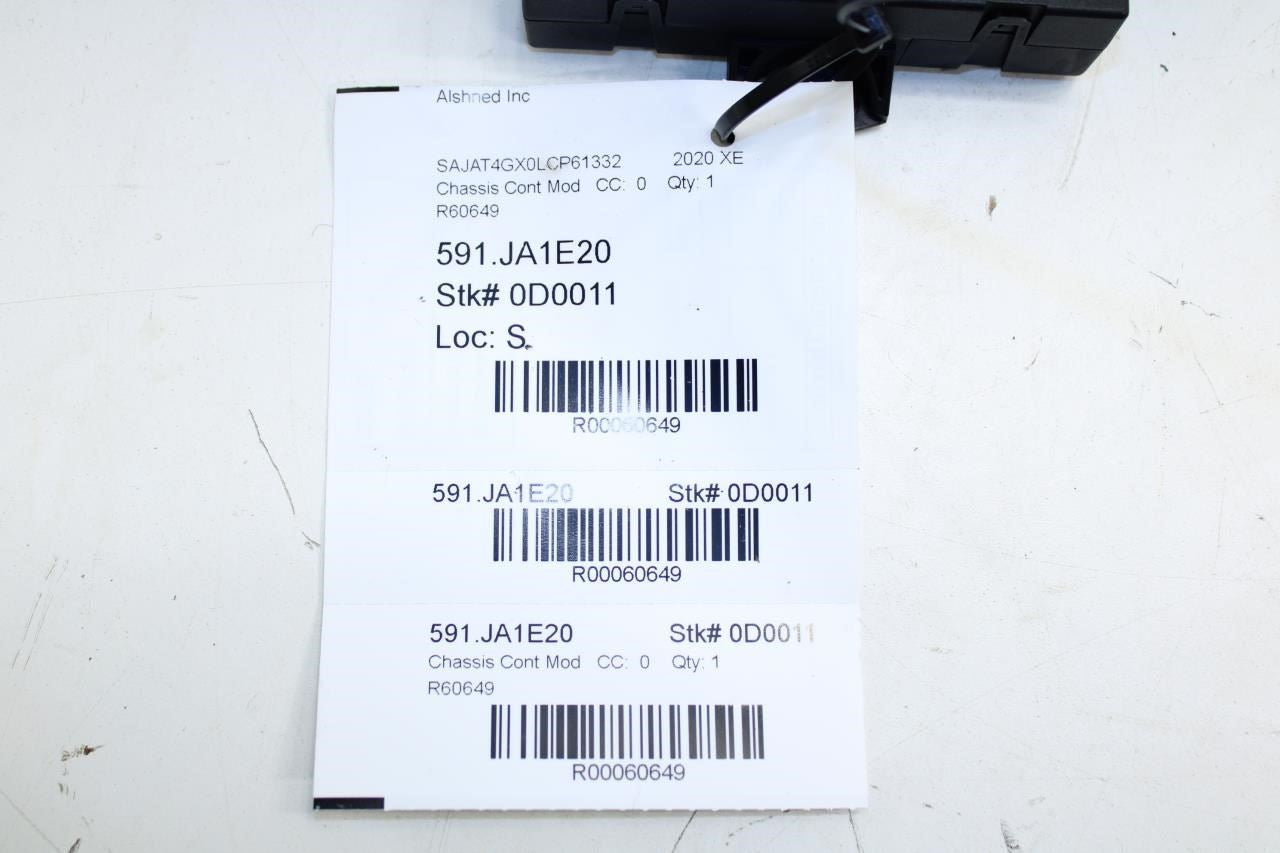 Alshned Inc
SAJAT4GX0LCP61332 2020 XE
Chassis Cont Mod CC: 0 Qty: 1
R60649
591.JA1E20
Stk# 0D0011
Loc: S.
R00060649
591.JA1E20 Stk# 0D0011
R00060649
591.JA1E20 Stk# 0D0011
Chassis Cont Mod CC: 0 Qty: 1
R60649
R00060649